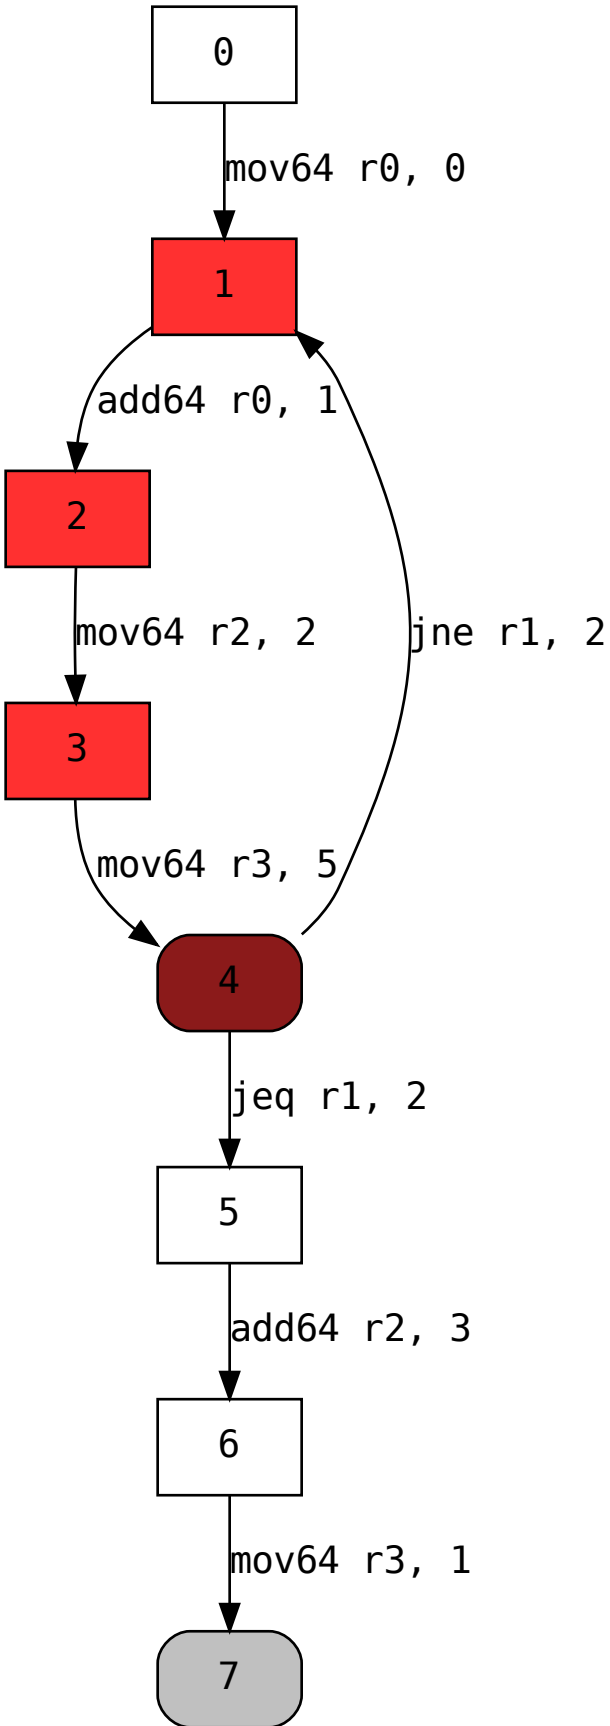 0
mov64 r0, 0
1
add64 r0, 1
2
mov64 r2, 2
jne r1, 2
3
mov64 r3, 5
4
jeq r1, 2
5
add64 r2, 3
6
mov64 r3, 1
7